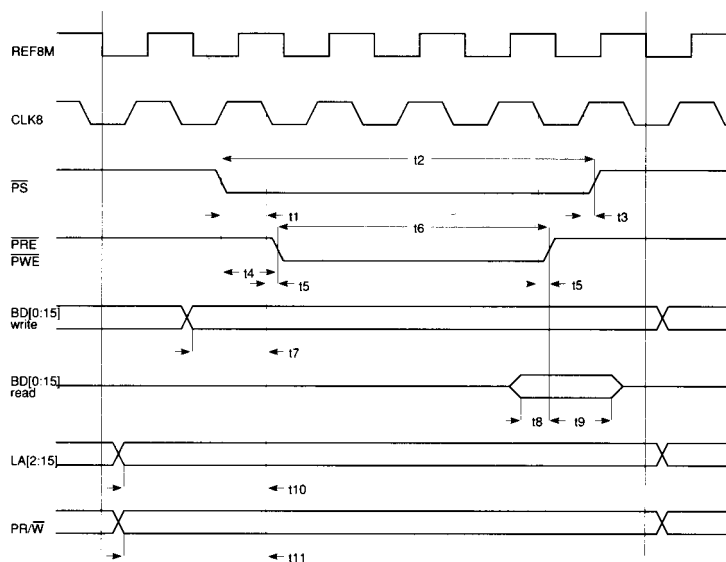 REF8M
CLK8
t2
PS
t1
t3
t6
PRE
PWE
t4
t5
t5
BD[0:15]
write
t7
BD[0:15]
read
t8
t9
LA[2:15]
t10
PR/W
t11